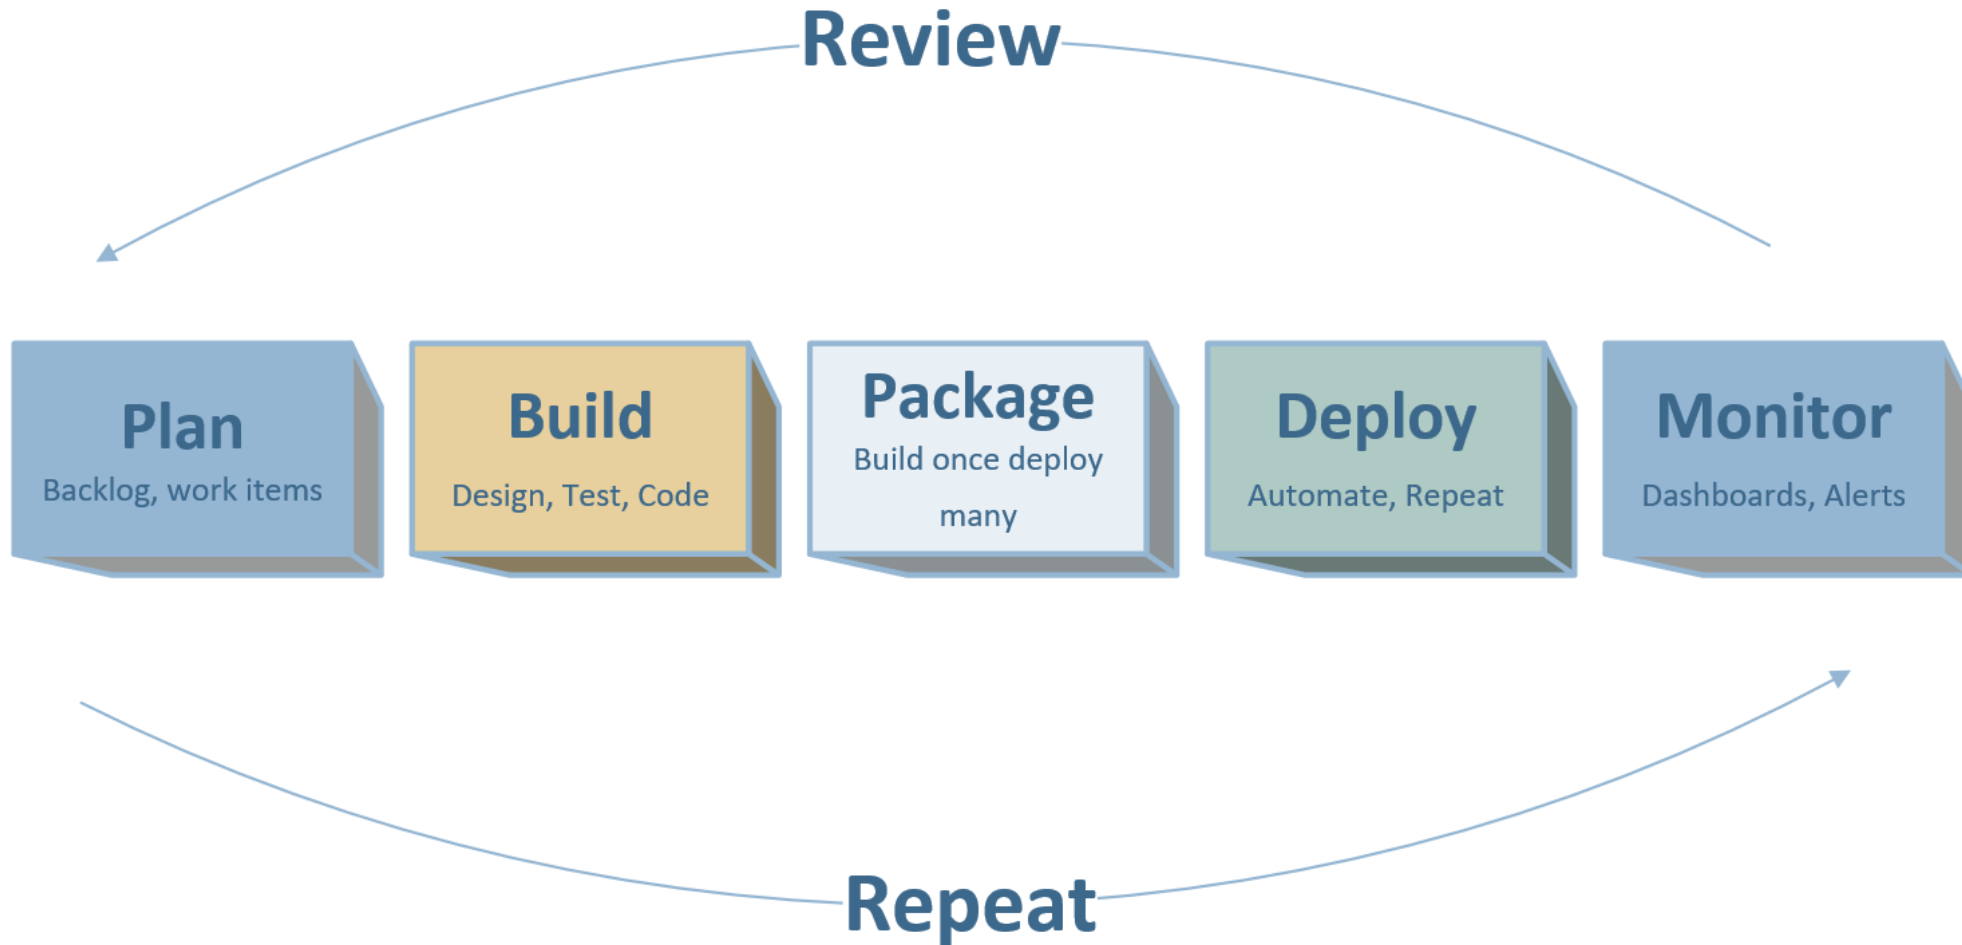 Review
Plan
Backlog, work items
Build
Design, Test, Code
Package
Build once deploy
many
Deploy
Automate, Repeat
Monitor
Dashboards, Alerts
Repeat